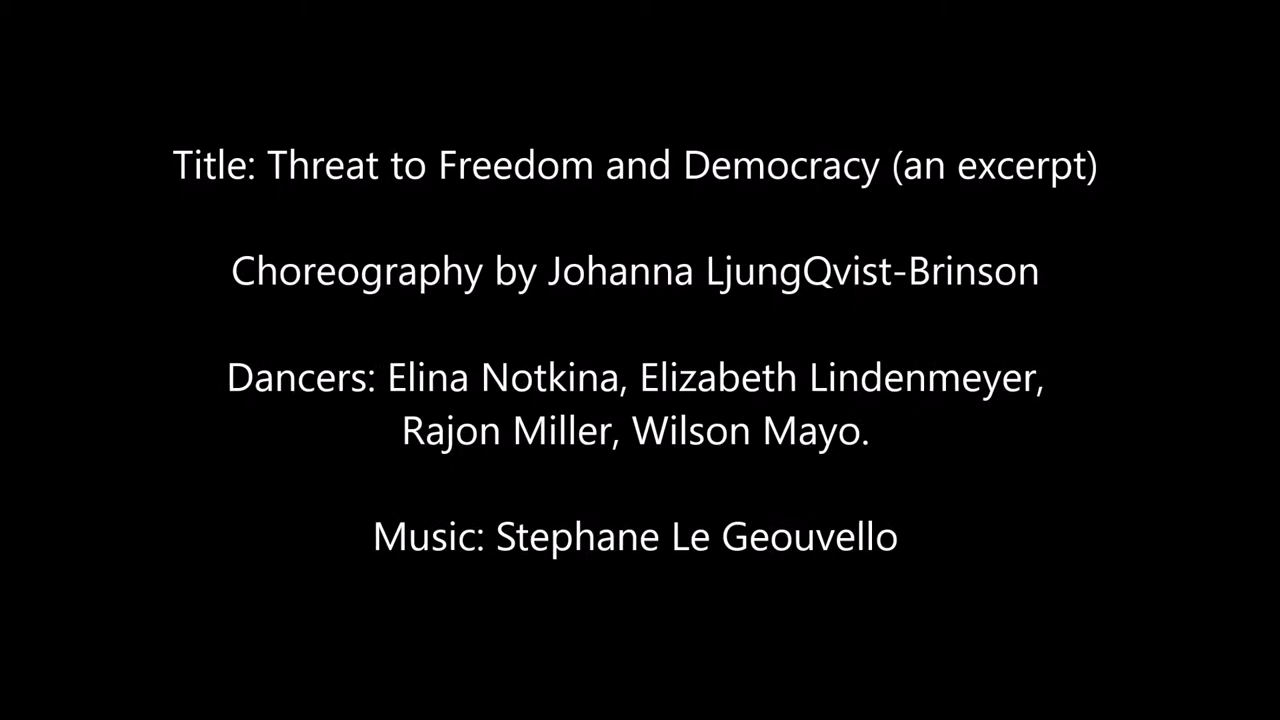 Title: Threat to Freedom and Democracy (an excerpt)
Choreography by Johanna LjungQvist-Brinson
Dancers: Elina Notkina, Elizabeth Lindenmeyer,
Rajon Miller, Wilson Mayo.
Music: Stephane Le Geouvello